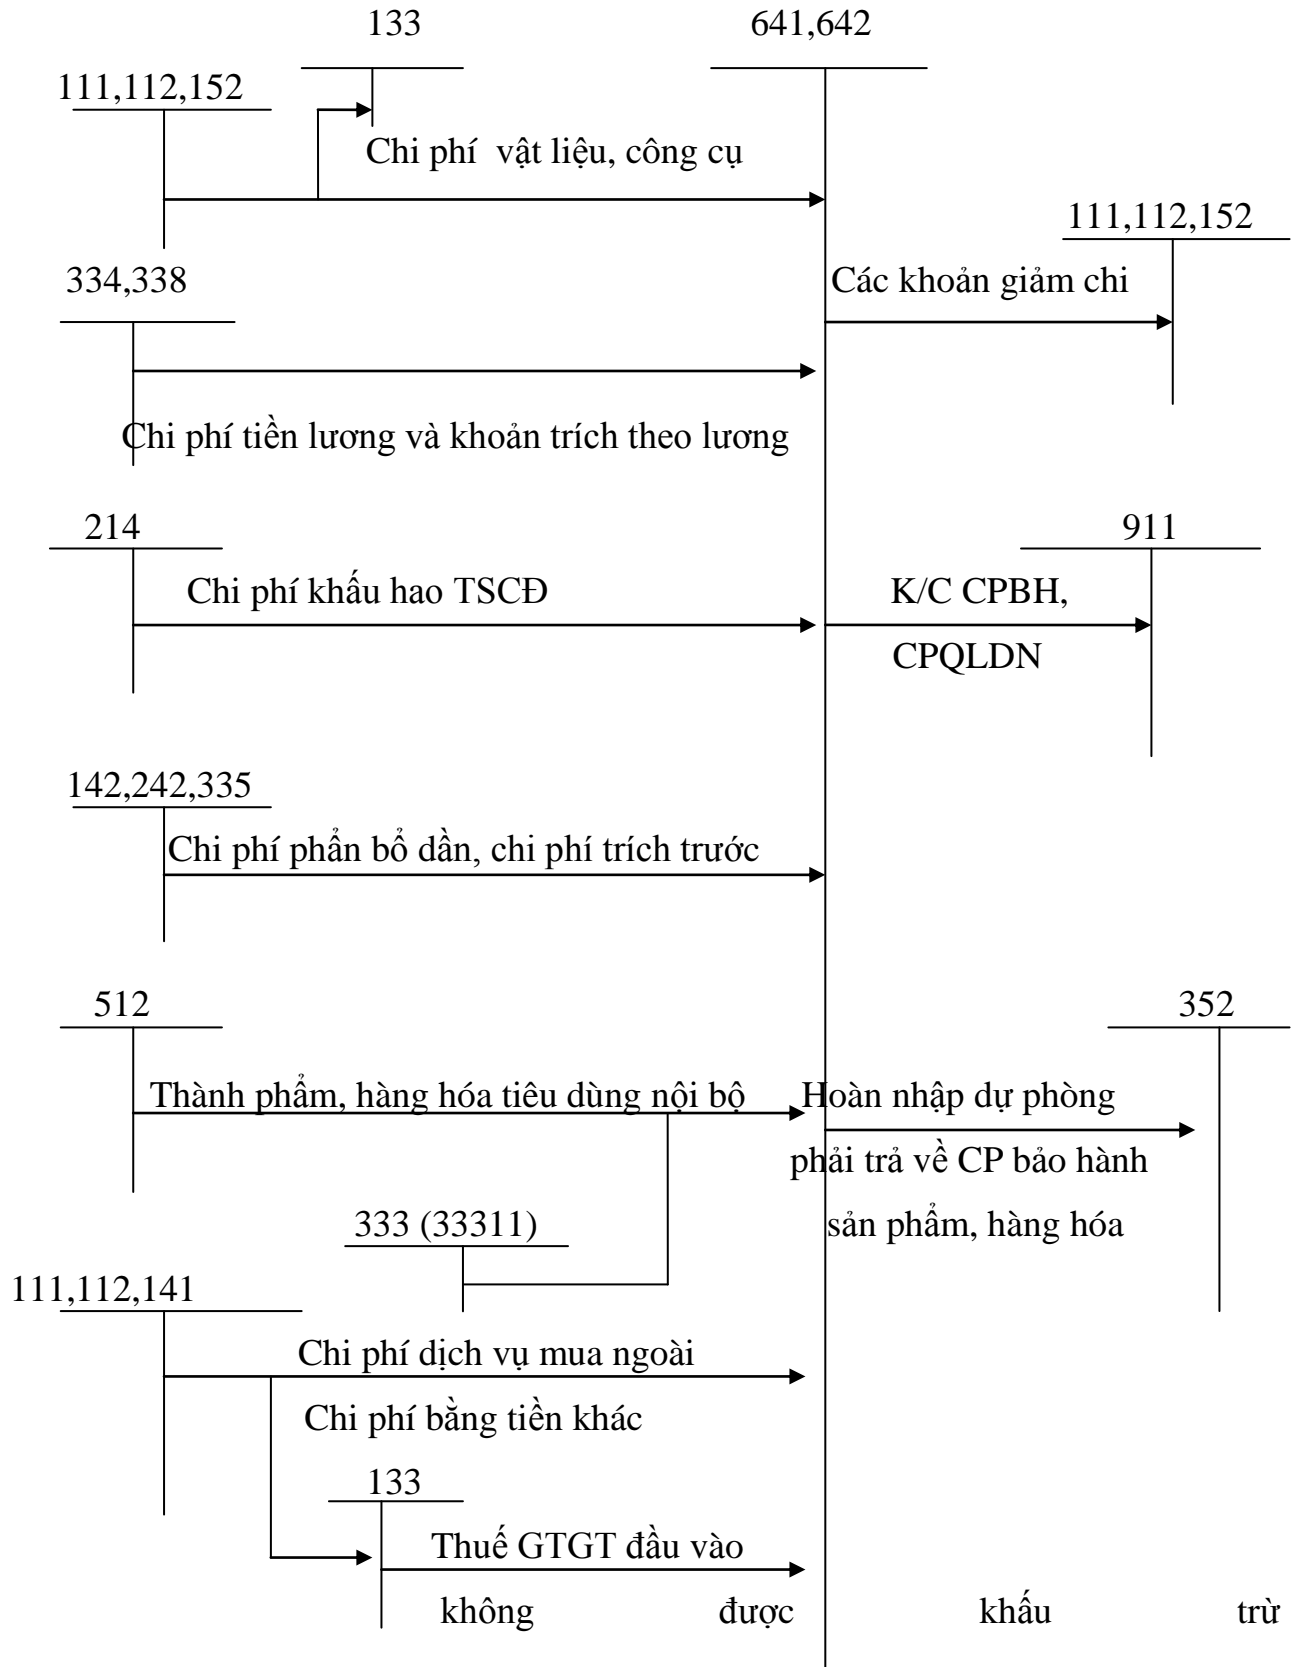 133
641,642
111,112,152
Chi phí vật liệu, công cụ
111,112,152
334,338
Các khoản giảm chi
Chi phí tiền lương và khoản trích theo lương
214
911
Chi phí khấu hao TSCĐ
K/C CPBH,
CPQLDN
142,242,335
Chi phí phẩn bổ dần, chi phí trích trước
512
352
Thành phẩm, hàng hóa tiêu dùng nội bộ
Hoàn nhập dự phòng
phải trả về CP bảo hành
sản phẩm, hàng hóa
333 (33311)
111,112,141
Chi phí dịch vụ mua ngoài
Chi phí bằng tiền khác
133
Thuế GTGT đầu vào
không được khấu trừ